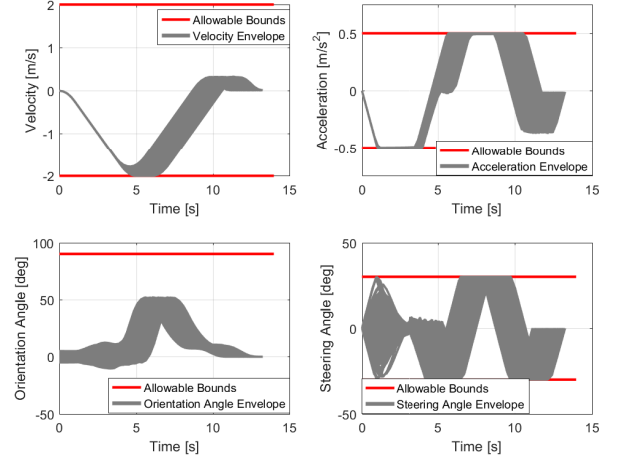 2
1
0
-1
-2
Velocity [m/s]
Allowable Bounds
Velocity Envelope
0
5
10
15
Time [s]
0.5
0
-0.5
Acceleration [m/s²]
Allowable Bounds
Acceleration Envelope
0
5
10
15
Time [s]
100
50
0
-50
Orientation Angle [deg]
Allowable Bounds
Orientation Angle Envelope
0
5
10
15
Time [s]
50
0
-50
Steering Angle [deg]
Allowable Bounds
Steering Angle Envelope
0
5
10
15
Time [s]